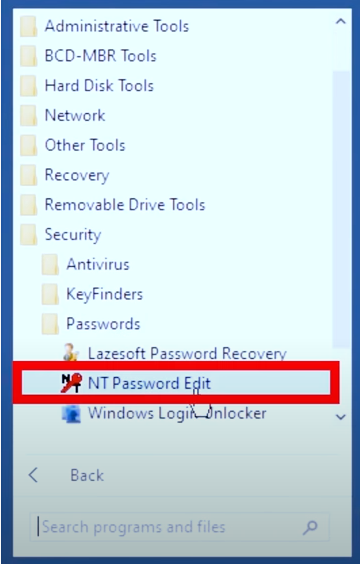 Administrative Tools
BCD-MBR Tools
Hard Disk Tools
Network
Other Tools
Recovery
Removable Drive Tools
Security
Antivirus
KeyFinders
Passwords
Lazesoft Password Recovery
NT Password Edit
Windows Login Unlocker
Back
Search programs and files